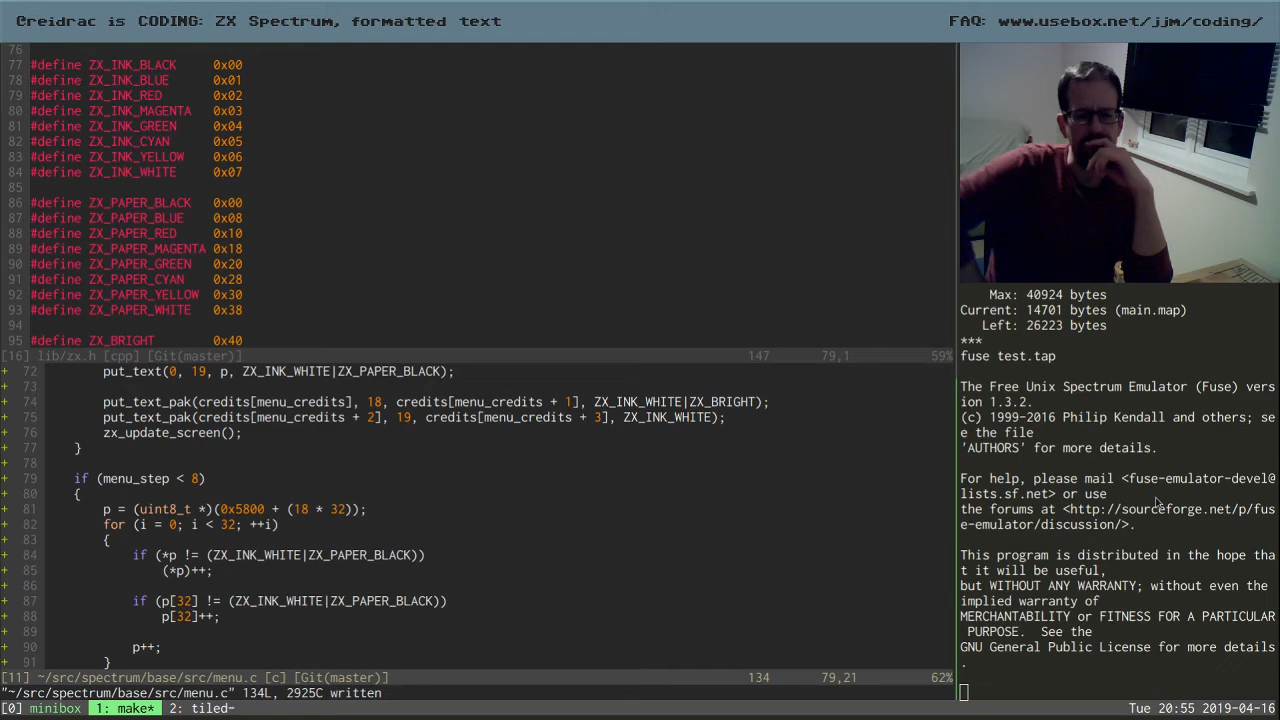 @reidrac is CODING: ZX Spectrum, formatted text
FAQ: www.usebox.net/jjm/coding/
76
77 #define ZX_INK_BLACK 0x00
78 #define ZX_INK_BLUE 0x01
79 #define ZX_INK_RED 0x02
80 #define ZX_INK_MAGENTA 0x03
81 #define ZX_INK_GREEN 0x04
82 #define ZX_INK_CYAN 0x05
83 #define ZX_INK_YELLOW 0x06
84 #define ZX_INK_WHITE 0x07
85
86 #define ZX_PAPER_BLACK 0x00
87 #define ZX_PAPER_BLUE 0x08
88 #define ZX_PAPER_RED 0x10
89 #define ZX_PAPER_MAGENTA 0x18
90 #define ZX_PAPER_GREEN 0x20
91 #define ZX_PAPER_CYAN 0x28
92 #define ZX_PAPER_YELLOW 0x30
93 #define ZX_PAPER_WHITE 0x38
94
95 #define ZX_BRIGHT 0x40
[16] lib/zx.h [cpp] [Git(master)] 147 79,1 59%
+ 72 put_text(0, 19, p, ZX_INK_WHITE|ZX_PAPER_BLACK);
+ 73
+ 74 put_text_pak(credits[menu_credits], 18, credits[menu_credits + 1], ZX_INK_WHITE|ZX_BRIGHT);
+ 75 put_text_pak(credits[menu_credits + 2], 19, credits[menu_credits + 3], ZX_INK_WHITE);
+ 76 zx_update_screen();
+ 77 }
+ 78
+ 79 if (menu_step < 8)
+ 80 {
+ 81 p = (uint8_t *)(0x5800 + (18 * 32));
+ 82 for (i = 0; i < 32; ++i)
+ 83 {
+ 84 if (*p != (ZX_INK_WHITE|ZX_PAPER_BLACK))
+ 85 (*p)++;
+ 86
+ 87 if (p[32] != (ZX_INK_WHITE|ZX_PAPER_BLACK))
+ 88 p[32]++;
+ 89
+ 90 p++;
+ 91 }
[11] ~/src/spectrum/base/src/menu.c [c] [Git(master)] 134 79,21 62%
"~/src/spectrum/base/src/menu.c" 134L, 2925C written
Max: 40924 bytes
Current: 14701 bytes (main.map)
Left: 26223 bytes
***
fuse test.tap
The Free Unix Spectrum Emulator (Fuse) vers
ion 1.3.2.
(c) 1999-2016 Philip Kendall and others; se
e the file
'AUTHORS' for more details.
For help, please mail <fuse-emulator-devel@
lists.sf.net> or use
the forums at <http://sourceforge.net/p/fus
e-emulator/discussion/>.
This program is distributed in the hope tha
t it will be useful,
but WITHOUT ANY WARRANTY; without even the
implied warranty of
MERCHANTABILITY or FITNESS FOR A PARTICULAR
PURPOSE. See the
GNU General Public License for more details
.
[0] minibox 1: make* 2: tiled- Tue 20:55 2019-04-16